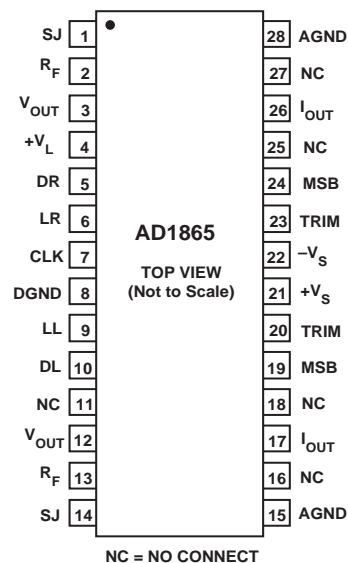 SJ 1 28 AGND
RF 2 27 NC
VOUT 3 26 IOUT
+VL 4 25 NC
DR 5 24 MSB
LR 6 23 TRIM
AD1865
CLK 7 22 –VS
TOP VIEW
(Not to Scale)
DGND 8 21 +VS
LL 9 20 TRIM
DL 10 19 MSB
NC 11 18 NC
VOUT 12 17 IOUT
RF 13 16 NC
SJ 14 15 AGND
NC = NO CONNECT